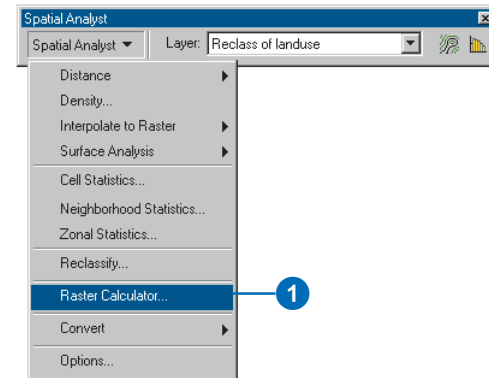 Spatial Analyst
Spatial Analyst Layer: Reclass of landuse
Distance
Density...
Interpolate to Raster
Surface Analysis
Cell Statistics...
Neighborhood Statistics...
Zonal Statistics...
Reclassify...
Raster Calculator... 1
Convert
Options...